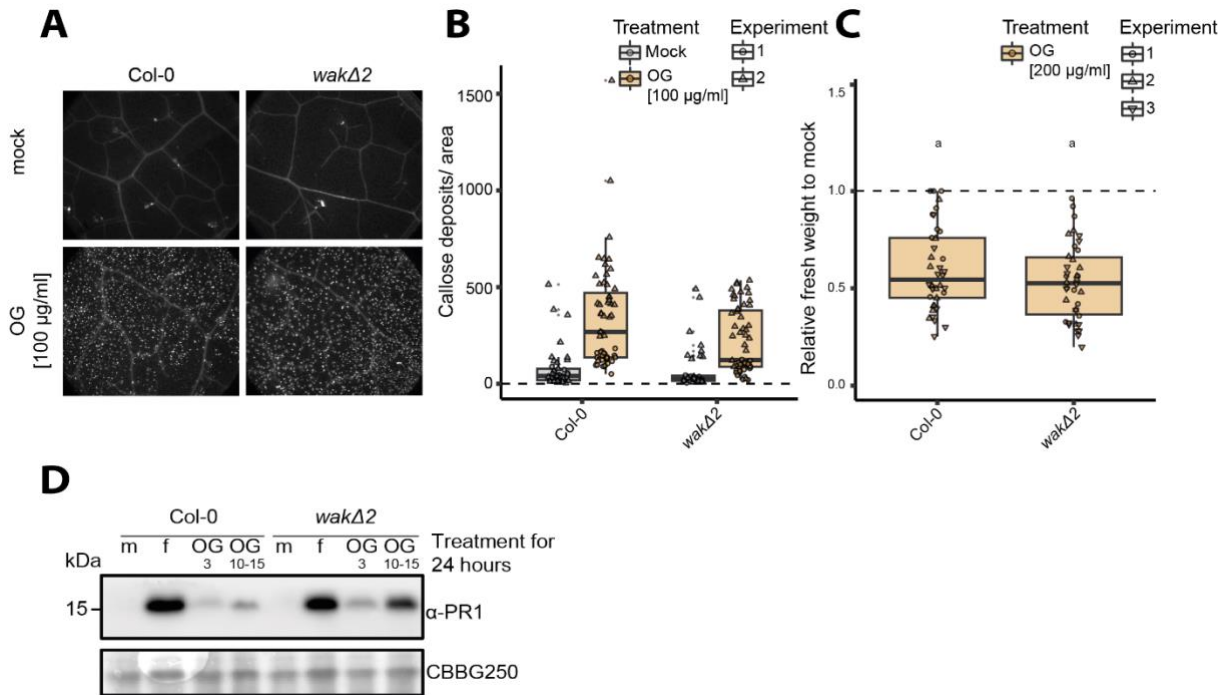 A
Col-0
wakΔ2
mock
OG
[100 µg/ml]
B
Treatment
Mock
OG
[100 µg/ml]
Experiment
1
2
Callose deposits/ area
1500
1000
500
0
Col-0
wakΔ2
C
Treatment
OG
[200 µg/ml]
Experiment
1
2
3
Relative fresh weight to mock
1.5
1.0
0.5
0.0
a
a
Col-0
wakΔ2
D
Col-0
wakΔ2
m f OG OG m f OG OG
3 10-15 3 10-15
Treatment for
24 hours
kDa
15
α-PR1
CBBG250